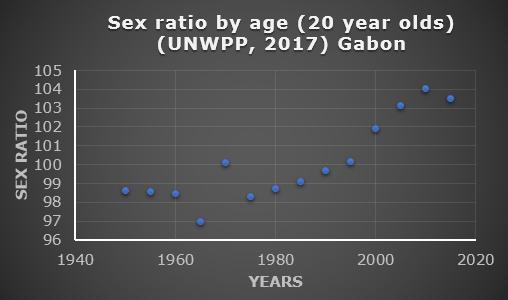 Sex ratio by age (20 year olds)
(UNWPP, 2017) Gabon
105
104
103
102
101
100
99
98
97
96
SEX RATIO
1940 1960 1980 2000 2020
YEARS